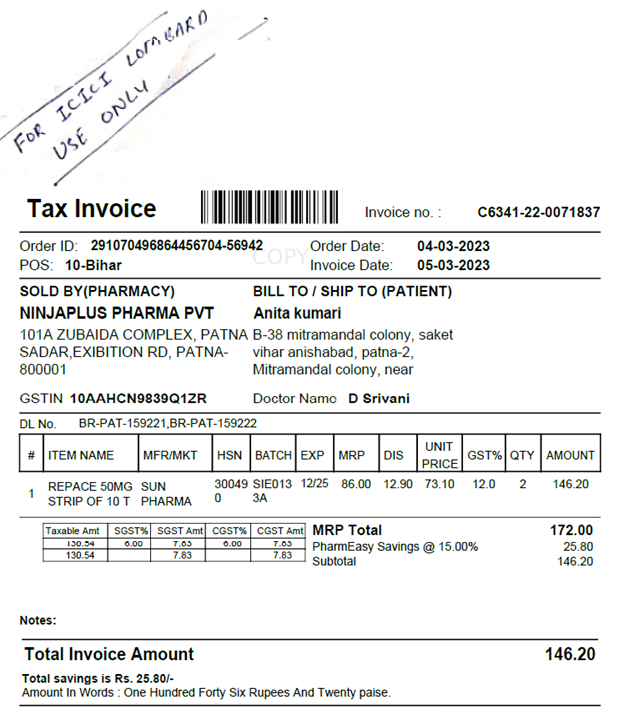 FOR ICICI LOMBARD
USE ONLY
Tax Invoice
Invoice no. : C6341-22-0071837
Order ID: 291070496864456704-56942
Order Date: 04-03-2023
COPY
POS: 10-Bihar
Invoice Date: 05-03-2023
SOLD BY(PHARMACY)
NINJAPLUS PHARMA PVT
101A ZUBAIDA COMPLEX, PATNA
SADAR,EXIBITION RD, PATNA-
800001
GSTIN 10AAHCN9839Q1ZR
BILL TO / SHIP TO (PATIENT)
Anita kumari
B-38 mitramandal colony, saket
vihar anishabad, patna-2,
Mitramandal colony, near
Doctor Name D Srivani
DL No. BR-PAT-159221,BR-PAT-159222
# ITEM NAME MFR/MKT HSN BATCH EXP MRP DIS UNIT PRICE GST% QTY AMOUNT
1 REPACE 50MG STRIP OF 10 T SUN PHARMA 300490 SIE0133A 12/25 86.00 12.90 73.10 12.0 2 146.20
Taxable Amt SGST% SGST Amt CGST% CGST Amt
130.54 6.00 7.83 6.00 7.83
130.54 7.83 7.83
MRP Total 172.00
PharmEasy Savings @ 15.00% 25.80
Subtotal 146.20
Notes:
Total Invoice Amount 146.20
Total savings is Rs. 25.80/-
Amount In Words : One Hundred Forty Six Rupees And Twenty paise.